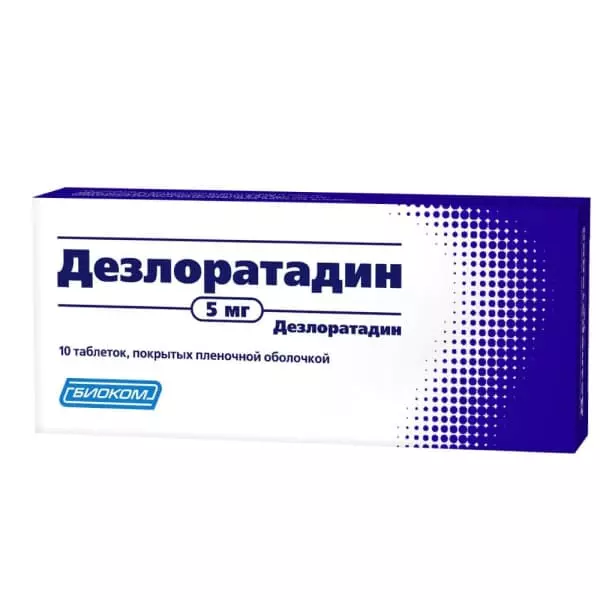 Дезлоратадин
5 мг
Дезлоратадин
10 таблеток, покрытых пленочной оболочкой
БИОКОМ